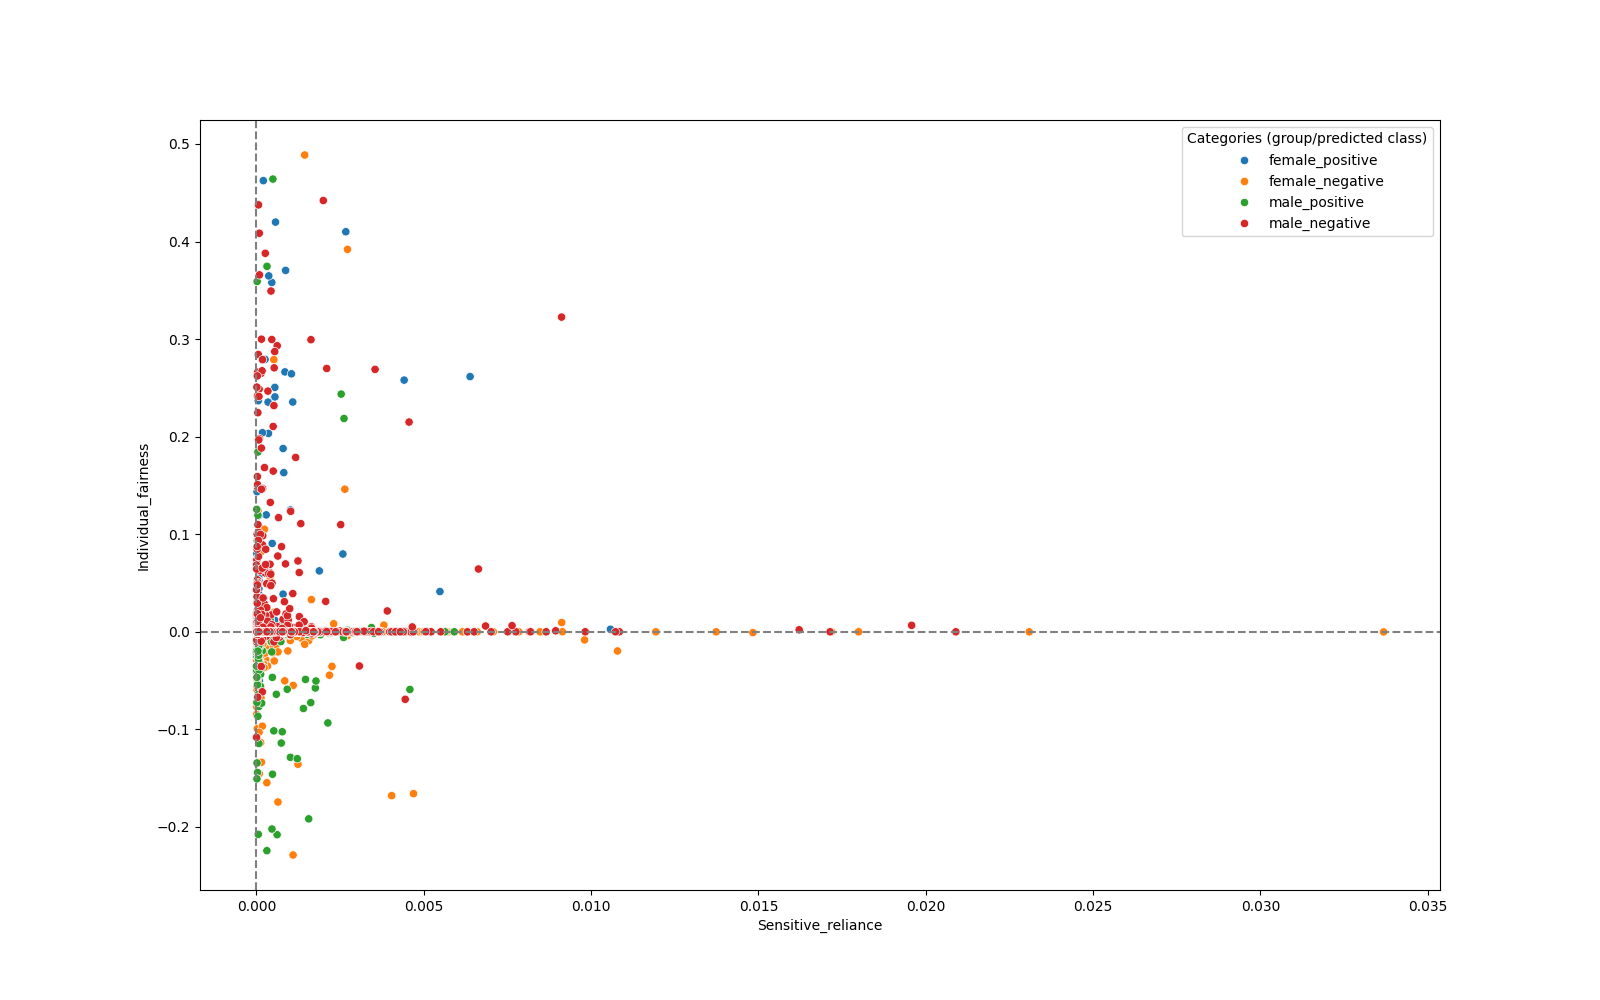 Categories (group/predicted class)
female_positive
female_negative
male_positive
male_negative
0.5
0.4
0.3
0.2
0.1
0.0
−0.1
−0.2
Individual_fairness
0.000 0.005 0.010 0.015 0.020 0.025 0.030 0.035
Sensitive_reliance